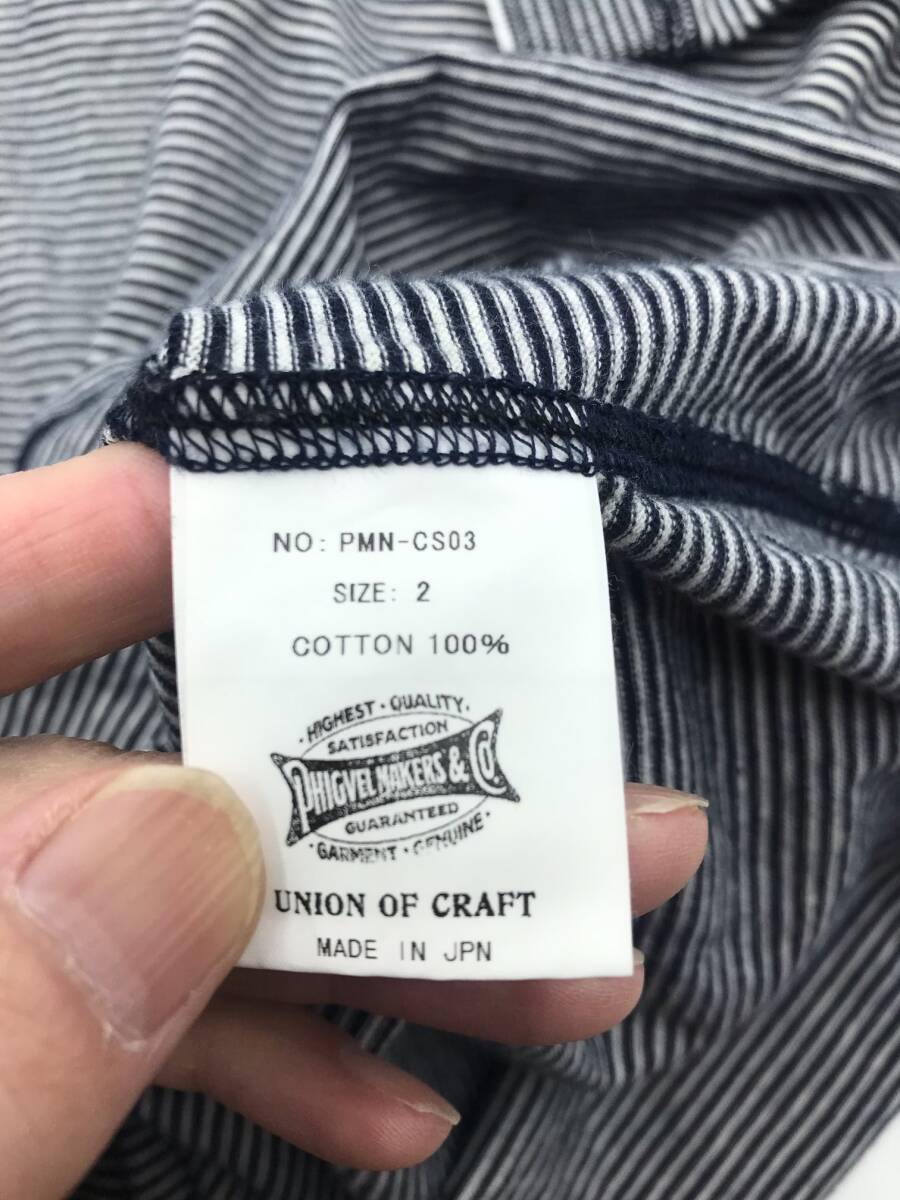 NO: PMN-CS03
SIZE: 2
COTTON 100%
·HIGHEST·QUALITY·
SATISFACTION
PHIGVEL MAKERS & Co
GUARANTEED
·GARMENT·GENUINE·
UNION OF CRAFT
MADE IN JPN